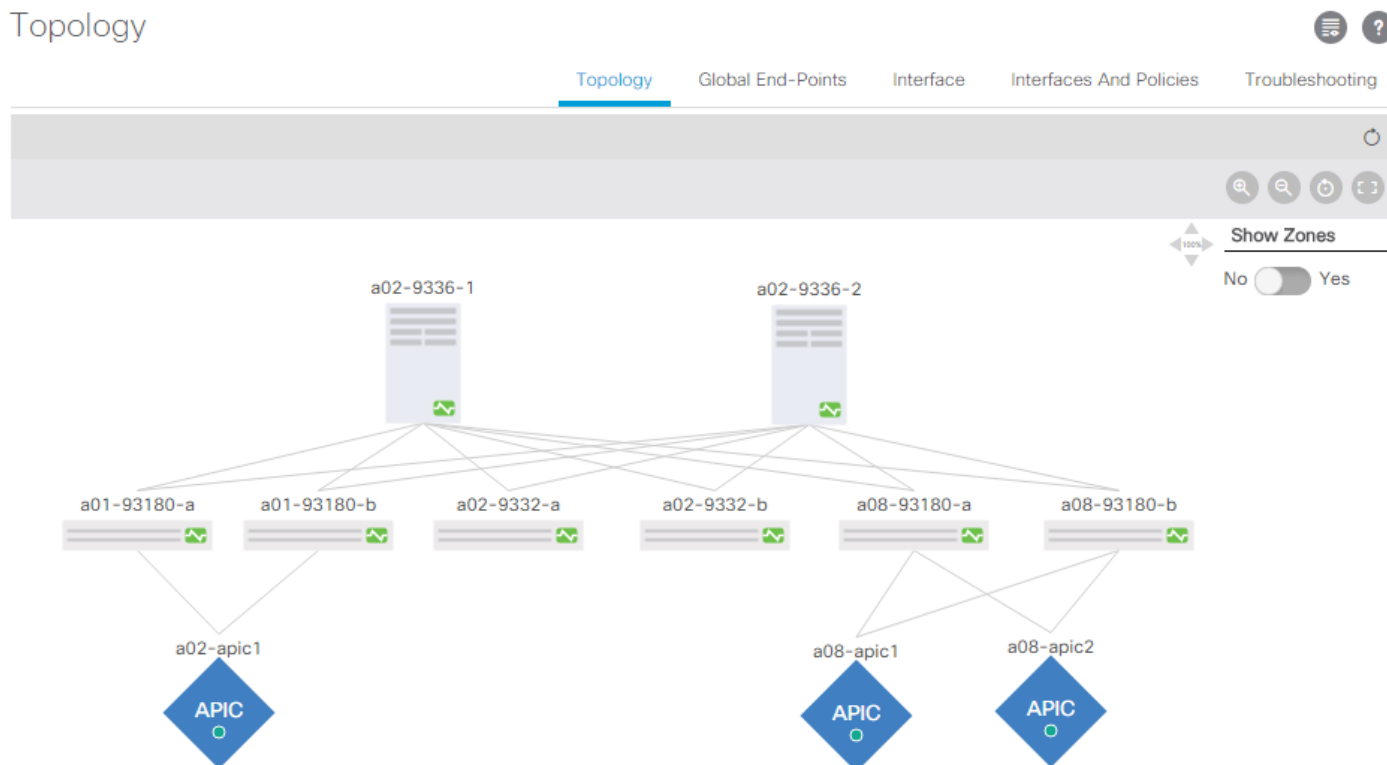 Topology
?
Topology Global End-Points Interface Interfaces And Policies Troubleshooting
100%
Show Zones
No Yes
a02-9336-1 a02-9336-2
a01-93180-a a01-93180-b a02-9332-a a02-9332-b a08-93180-a a08-93180-b
a02-apic1 a08-apic1 a08-apic2
APIC APIC APIC